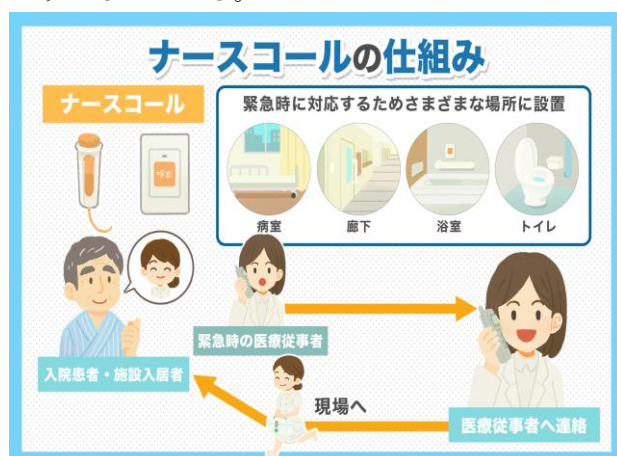 ナースコールの仕組み
ナースコール
緊急時に対応するためさまざまな場所に設置
呼出
病室
廊下
浴室
トイレ
緊急時の医療従事者
入院患者・施設入居者
現場へ
医療従事者へ連絡